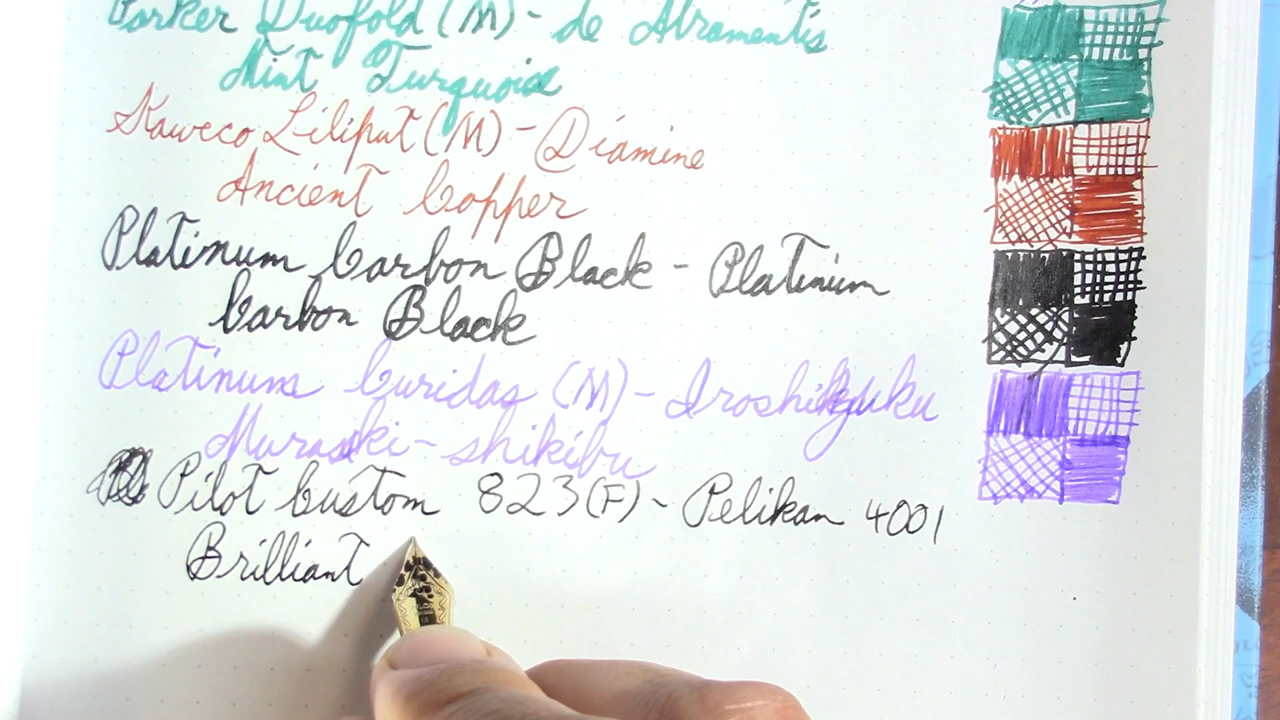 Parker Duofold (M) - de Atramentis
Mint Turquoise
Kaweco Liliput (M) - Diamine
Ancient Copper
Platinum Carbon Black - Platinum
Carbon Black
Platinum Curidas (M) - Iroshizuku
Murasaki - shikibu
Pilot Custom 823 (F) - Pelikan 4001
Brilliant